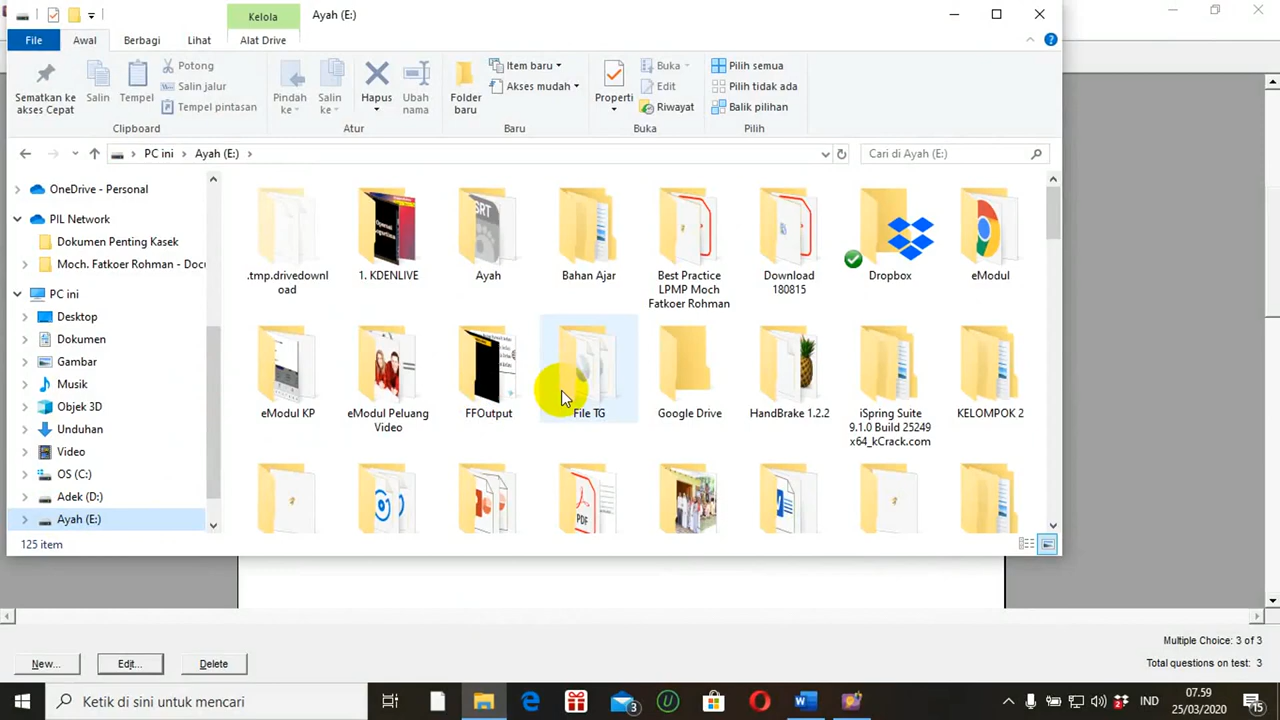 Kelola
Ayah (E:)
File
Awal
Berbagi
Lihat
Alat Drive
Sematkan ke
akses Cepat
Salin
Tempel
Potong
Salin jalur
Tempel pintasan
Clipboard
Pindah
ke
Salin
ke
Hapus
Ubah
nama
Atur
Folder
baru
Item baru
Akses mudah
Baru
Properti
Buka
Edit
Riwayat
Buka
Pilih semua
Pilih tidak ada
Balik pilihan
Pilih
PC ini
Ayah (E:)
Cari di Ayah (E:)
OneDrive - Personal
PIL Network
Dokumen Penting Kasek
Moch. Fatkoer Rohman - Docu
PC ini
Desktop
Dokumen
Gambar
Musik
Objek 3D
Unduhan
Video
OS (C:)
Adek (D:)
Ayah (E:)
.tmp.drivedownl
oad
1. KDENLIVE
SRT
Ayah
Bahan Ajar
Best Practice
LPMP Moch
Fatkoer Rohman
Download
180815
Dropbox
eModul
eModul KP
eModul Peluang
Video
FFOutput
File TG
Google Drive
HandBrake 1.2.2
iSpring Suite
9.1.0 Build 25249
x64_kCrack.com
KELOMPOK 2
PDF
125 item
Multiple Choice: 3 of 3
Total questions on test: 3
New...
Edit...
Delete
Ketik di sini untuk mencari
3
IND
07.59
25/03/2020
15